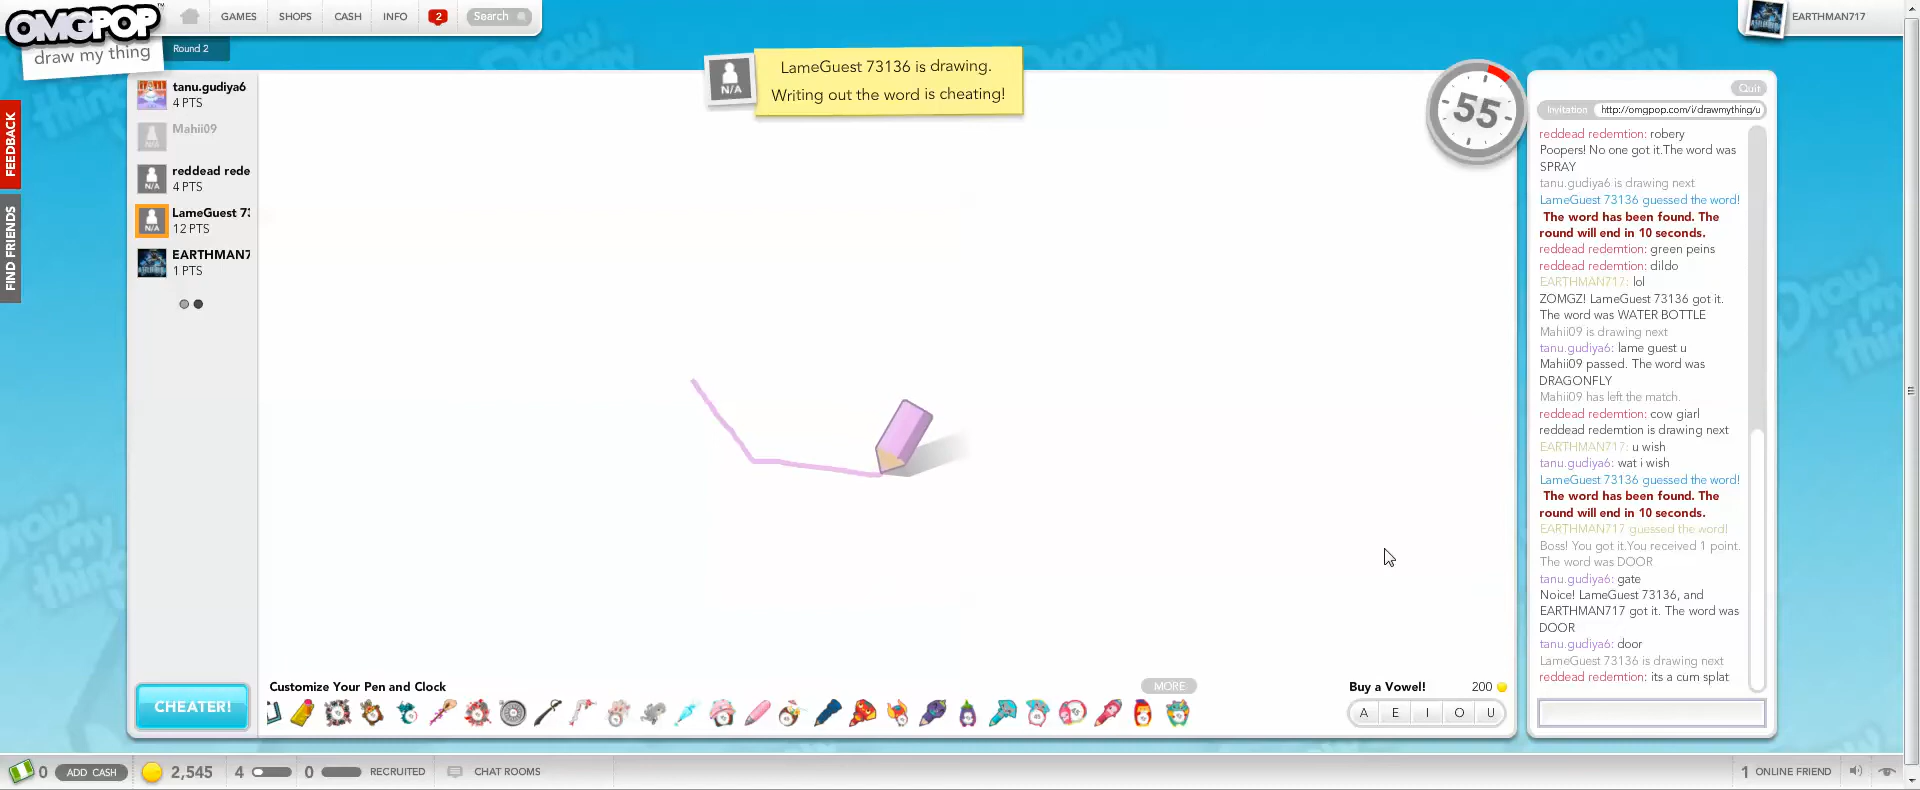 OMGPOP™
draw my thing
GAMES
SHOPS
CASH
INFO
2
Search
EARTHMAN717
Round 2
FEEDBACK
FIND FRIENDS
tanu.gudiya6
4 PTS
Mahii09
N/A
reddead rede
4 PTS
N/A
LameGuest 73
12 PTS
N/A
EARTHMAN7
1 PTS
N/A
LameGuest 73136 is drawing.
Writing out the word is cheating!
55
Quit
Invitation
http://omgpop.com/i/drawmything/u
reddead redemtion: robery
Poopers! No one got it.The word was
SPRAY
tanu.gudiya6 is drawing next
LameGuest 73136 guessed the word!
The word has been found. The
round will end in 10 seconds.
reddead redemtion: green peins
reddead redemtion: dildo
EARTHMAN717: lol
ZOMGZ! LameGuest 73136 got it.
The word was WATER BOTTLE
Mahii09 is drawing next
tanu.gudiya6: lame guest u
Mahii09 passed. The word was
DRAGONFLY
Mahii09 has left the match.
reddead redemtion: cow giarl
reddead redemtion is drawing next
EARTHMAN717: u wish
tanu.gudiya6: wat i wish
LameGuest 73136 guessed the word!
The word has been found. The
round will end in 10 seconds.
EARTHMAN717 guessed the word!
Boss! You got it.You received 1 point.
The word was DOOR
tanu.gudiya6: gate
Noice! LameGuest 73136, and
EARTHMAN717 got it. The word was
DOOR
tanu.gudiya6: door
LameGuest 73136 is drawing next
reddead redemtion: its a cum splat
CHEATER!
Customize Your Pen and Clock
MORE
Buy a Vowel!
200
A E I O U
0
ADD CASH
2,545
4
0
RECRUITED
CHAT ROOMS
1 ONLINE FRIEND